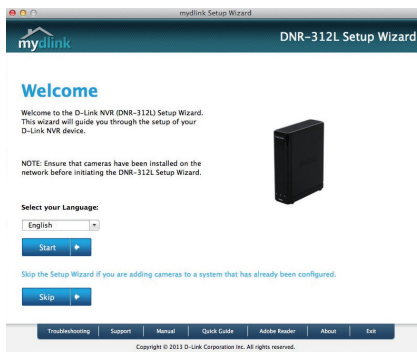 mydlink Setup Wizard
mydlink
DNR-312L Setup Wizard
Welcome
Welcome to the D-Link NVR (DNR-312L) Setup Wizard.
This wizard will guide you through the setup of your
D-Link NVR device.
NOTE: Ensure that cameras have been installed on the
network before initiating the DNR-312L Setup Wizard.
Select your Language:
English
Start
Skip the Setup Wizard if you are adding cameras to a system that has already been configured.
Skip
Troubleshooting Support Manual Quick Guide Adobe Reader About Exit
Copyright © 2013 D-Link Corporation Inc. All rights reserved.